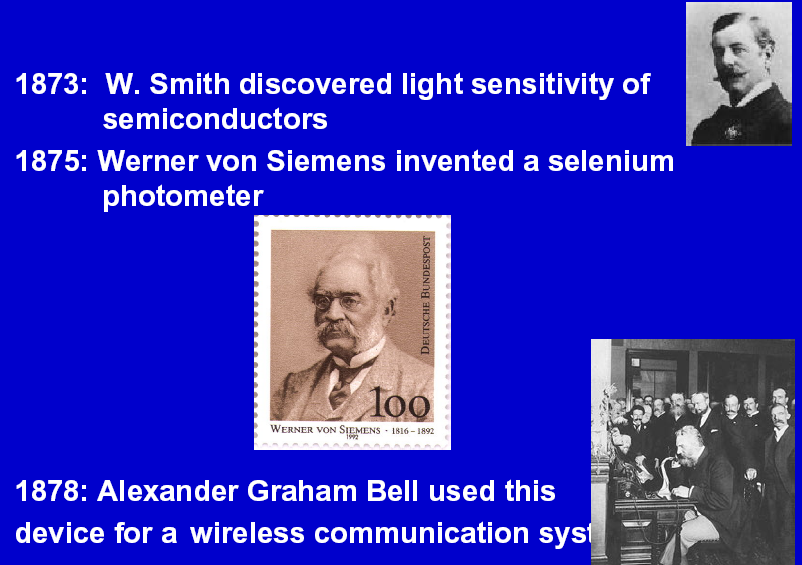 1873: W. Smith discovered light sensitivity of
semiconductors
1875: Werner von Siemens invented a selenium
photometer
DEUTSCHE BUNDESPOST
100
WERNER VON SIEMENS · 1816 – 1892
1992
1878: Alexander Graham Bell used this
device for a wireless communication syst